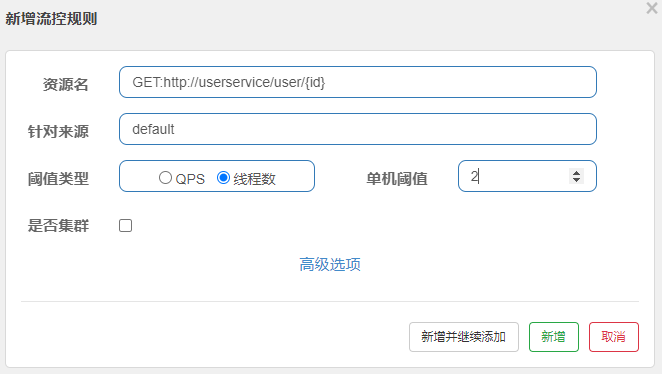 新增流控规则
资源名 GET:http://userservice/user/{id}
针对来源 default
阈值类型 QPS 线程数 单机阈值 2
是否集群
高级选项
新增并继续添加 新增 取消